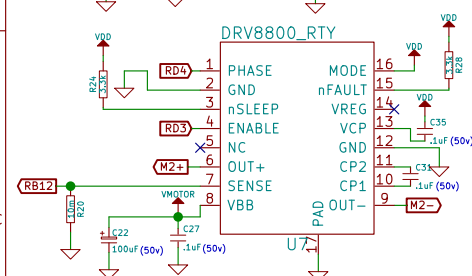 DRV8800_RTY
VDD
VDD
VDD
RD4
1
PHASE
MODE
16
R24
3.3k
2
GND
nFAULT
15
3.3k
R28
3
nSLEEP
VREG
14
VDD
RD3
4
ENABLE
VCP
13
C35
.1uF(50v)
5
NC
GND
12
M2+
6
OUT+
CP2
11
C31
RB12
7
SENSE
CP1
10
.1uF(50v)
VMOTOR
8
VBB
OUT-
9
M2-
10m
R20
PAD
17
U7
C22
100uF(50v)
C27
.1uF(50v)